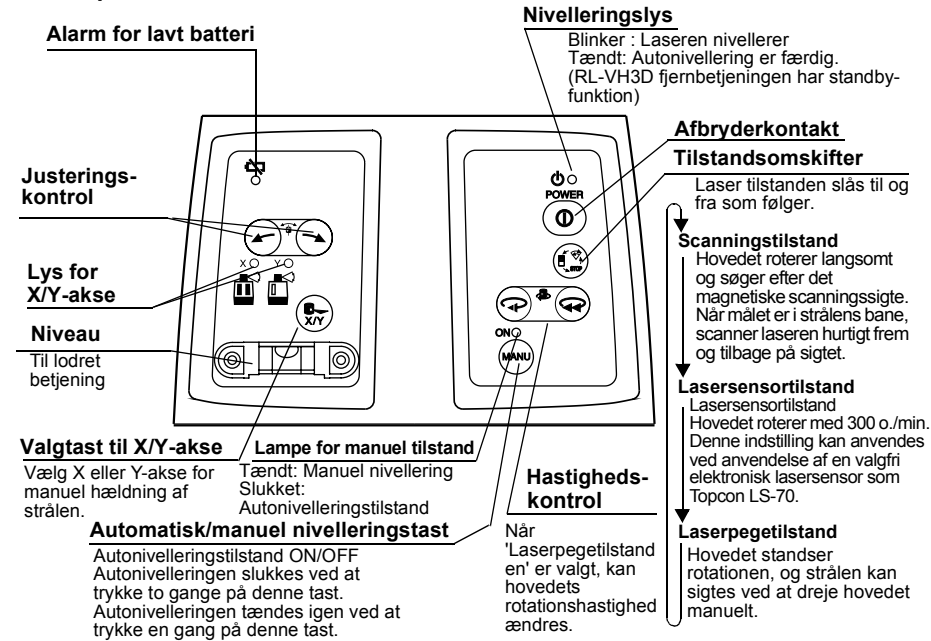 Nivelleringslys
Blinker : Laseren nivellerer
Tændt: Autonivellering er færdig.
(RL-VH3D fjernbetjeningen har standby-
funktion)
Alarm for lavt batteri
Afbryderkontakt
Tilstandsomskifter
Laser tilstanden slås til og
fra som følger.
Justerings-
kontrol
POWER
STOP
X Y
X/Y
ON
MANU
Lys for
X/Y-akse
Niveau
Til lodret
betjening
Scanningstilstand
Hovedet roterer langsomt
og søger efter det
magnetiske scanningssigte.
Når målet er i strålens bane,
scanner laseren hurtigt frem
og tilbage på sigtet.
Lasersensortilstand
Lasersensortilstand
Hovedet roterer med 300 o./min.
Denne indstilling kan anvendes
ved anvendelse af en valgfri
elektronisk lasersensor som
Topcon LS-70.
Laserpegetilstand
Hovedet standser
rotationen, og strålen kan
sigtes ved at dreje hovedet
manuelt.
Valgtast til X/Y-akse
Vælg X eller Y-akse for
manuel hældning af
strålen.
Lampe for manuel tilstand
Tændt: Manuel nivellering
Slukket:
Autonivelleringstilstand
Hastigheds-
kontrol
Når
'Laserpegetilstand
en' er valgt, kan
hovedets
rotationshastighed
ændres.
Automatisk/manuel nivelleringstast
Autonivelleringstilstand ON/OFF
Autonivelleringen slukkes ved at
trykke to gange på denne tast.
Autonivelleringen tændes igen ved at
trykke en gang på denne tast.